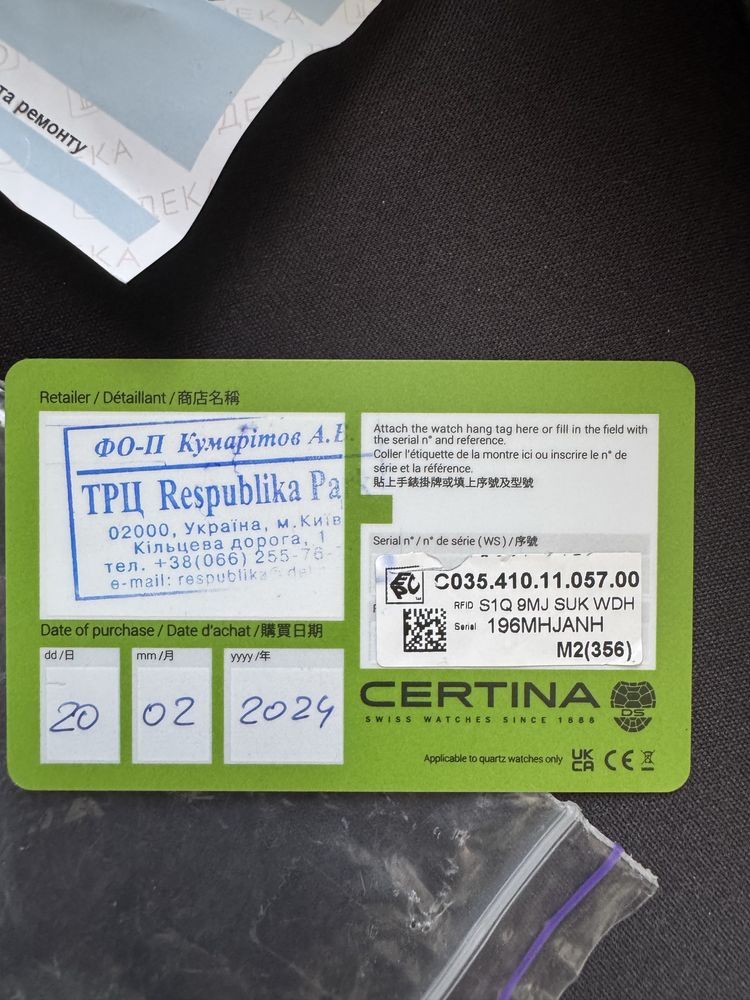 та ремонту
ДЕКА
Retailer / Détaillant / 商店名稱
ФО-П Кумарітов А.В.
ТРЦ Respublika Pa
02000, Україна, м.Київ
Кільцева дорога, 1
тел. +38(066) 255-76-
e-mail: respublika
Attach the watch hang tag here or fill in the field with
the serial n° and reference.
Coller l'étiquette de la montre ici ou inscrire le n° de
série et la référence.
貼上手錶掛牌或填上序號及型號
Serial n° / n° de série (WS) / 序號
C035.410.11.057.00
RFID S1Q 9MJ SUK WDH
Serial 196MHJANH
M2(356)
Date of purchase / Date d'achat / 購買日期
dd /日 mm /月 yyyy /年
20 02 2024
CERTINA
DS
SWISS WATCHES SINCE 1888
Applicable to quartz watches only UK CA CE